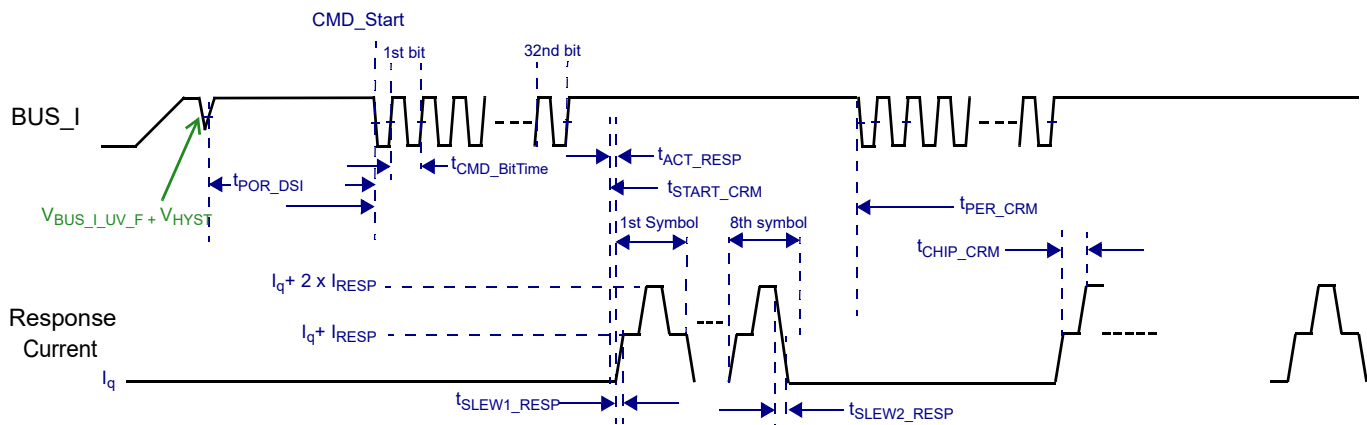 CMD_Start
1st bit
32nd bit
BUS_I
tACT_RESP
tCMD_BitTime
tPOR_DSI
tSTART_CRM
VBUS_I_UV_F + VHYST
1st Symbol
8th symbol
tPER_CRM
tCHIP_CRM
Iq+ 2 x IRESP
Response
Current
Iq+ IRESP
Iq
tSLEW1_RESP
tSLEW2_RESP